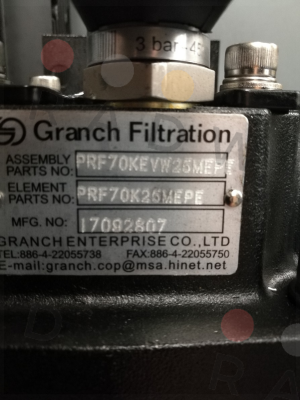 3 bar
Granch Filtration
ASSEMBLY
PARTS NO:
PRF70KEVW25MEPE
ELEMENT
PARTS NO:
PRF70K25MEPE
MFG. NO:
17092807
GRANCH ENTERPRISE CO.,LTD
TEL:886-4-22055738 FAX:886-4-22055750
E-mail:granch.cop@msa.hinet.net